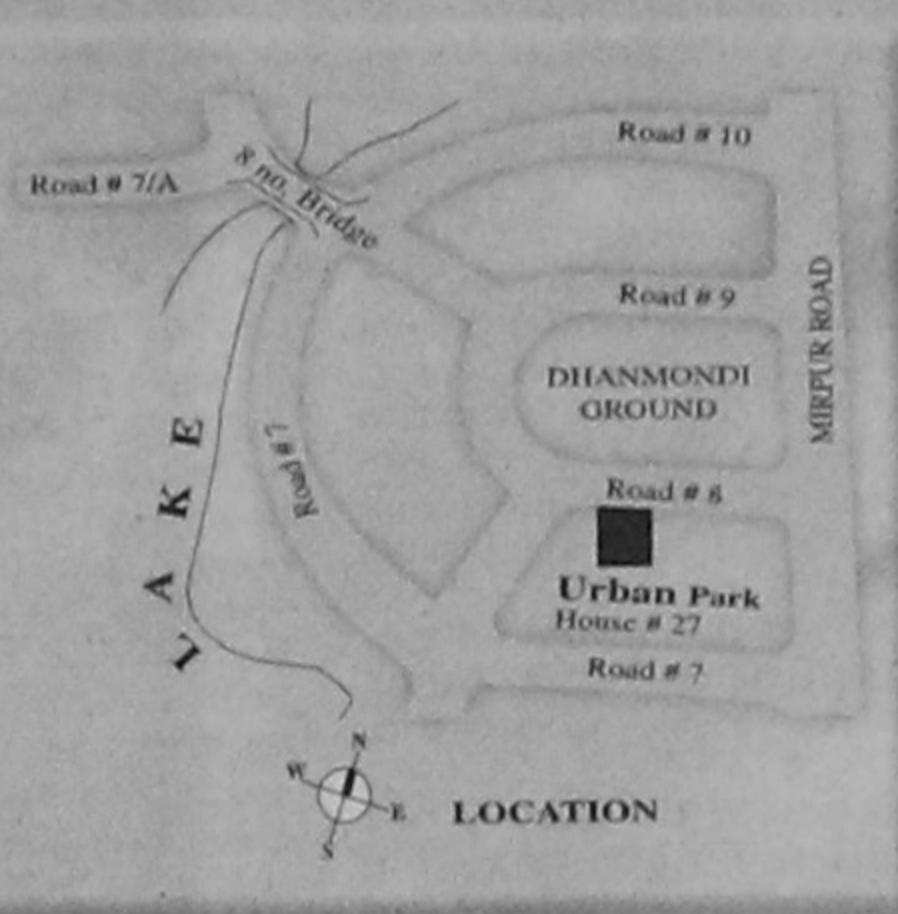 Road # 10
Road # 7/A
8 no. Bridge
Road # 9
MIRPUR ROAD
DHANMONDI
GROUND
LAKE
Road # 7
Road # 8
Urban Park
House # 27
Road # 7
N
W
E
S
LOCATION